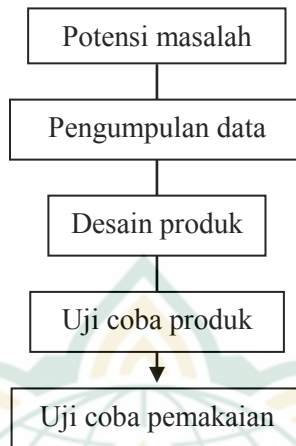 Potensi masalah
Pengumpulan data
Desain produk
Uji coba produk
Uji coba pemakaian